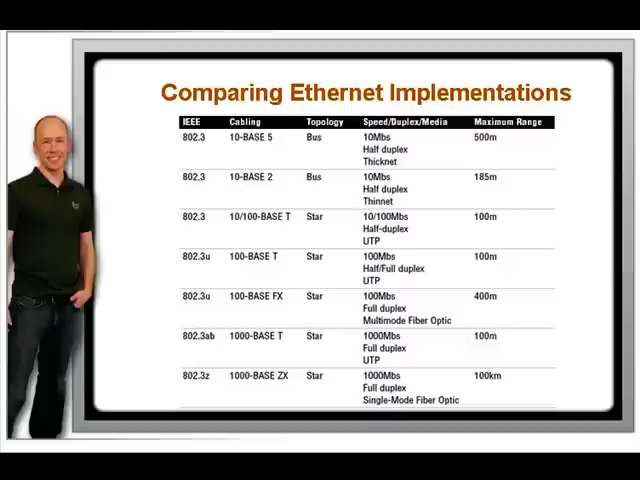 Comparing Ethernet Implementations
IEEE Cabling Topology Speed/Duplex/Media Maximum Range
802.3 10-BASE 5 Bus 10Mbs 500m
Half duplex
Thicknet
802.3 10-BASE 2 Bus 10Mbs 185m
Half duplex
Thinnet
802.3 10/100-BASE T Star 10/100Mbs 100m
Half-duplex
UTP
802.3u 100-BASE T Star 100Mbs 100m
Half/Full duplex
UTP
802.3u 100-BASE FX Star 100Mbs 400m
Full duplex
Multimode Fiber Optic
802.3ab 1000-BASE T Star 1000Mbs 100m
Full duplex
UTP
802.3z 1000-BASE ZX Star 1000Mbs 100km
Full duplex
Single-Mode Fiber Optic